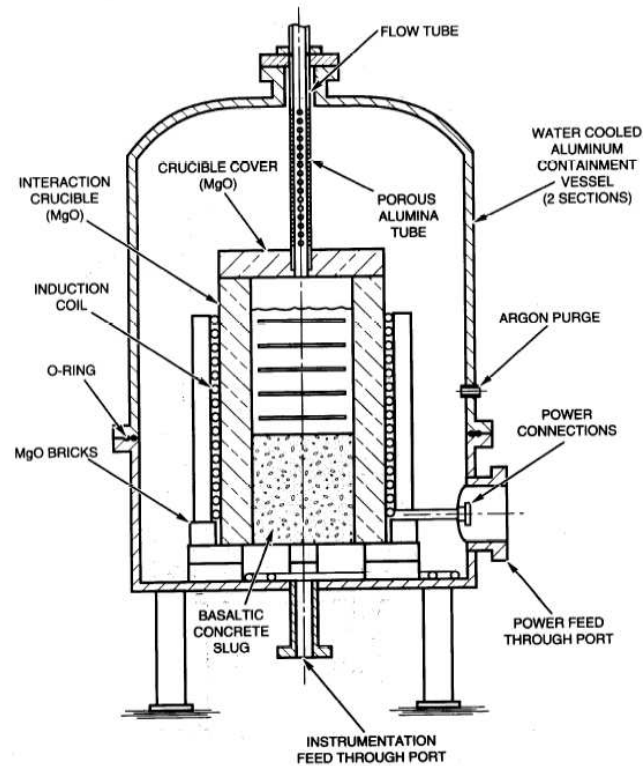 FLOW TUBE
WATER COOLED
ALUMINUM
CONTAINMENT
VESSEL
(2 SECTIONS)
CRUCIBLE COVER
(MgO)
INTERACTION
CRUCIBLE
(MgO)
POROUS
ALUMINA
TUBE
INDUCTION
COIL
ARGON PURGE
O-RING
POWER
CONNECTIONS
MgO BRICKS
BASALTIC
CONCRETE
SLUG
POWER FEED
THROUGH PORT
INSTRUMENTATION
FEED THROUGH PORT